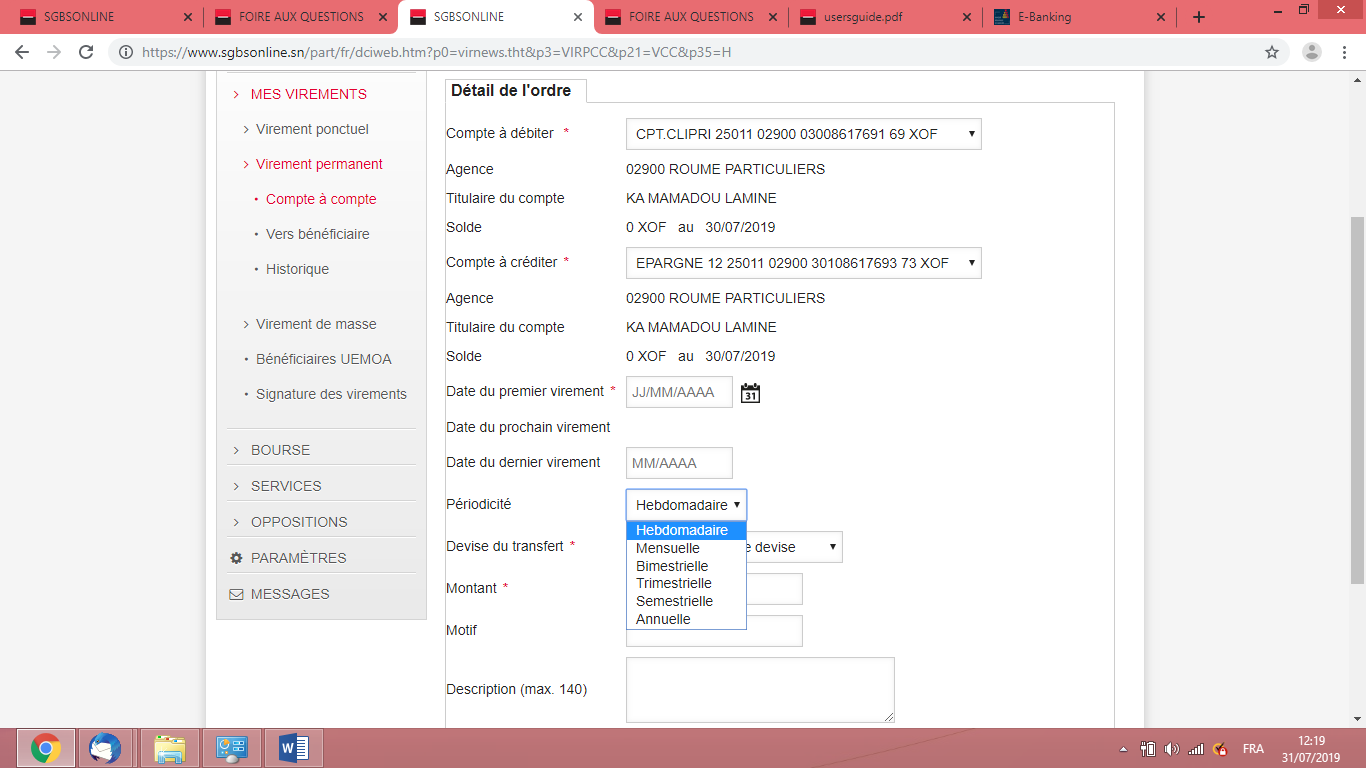 SGBSONLINE
FOIRE AUX QUESTIONS
SGBSONLINE
FOIRE AUX QUESTIONS
usersguide.pdf
E-Banking
https://www.sgbsonline.sn/part/fr/dciweb.htm?p0=virnews.tht&p3=VIRPCC&p21=VCC&p35=H
MES VIREMENTS
Virement ponctuel
Virement permanent
Compte à compte
Vers bénéficiaire
Historique
Virement de masse
Bénéficiaires UEMOA
Signature des virements
BOURSE
SERVICES
OPPOSITIONS
PARAMÈTRES
MESSAGES
Détail de l'ordre
Compte à débiter * CPT.CLIPRI 25011 02900 03008617691 69 XOF
Agence 02900 ROUME PARTICULIERS
Titulaire du compte KA MAMADOU LAMINE
Solde 0 XOF au 30/07/2019
Compte à créditer * EPARGNE 12 25011 02900 30108617693 73 XOF
Agence 02900 ROUME PARTICULIERS
Titulaire du compte KA MAMADOU LAMINE
Solde 0 XOF au 30/07/2019
Date du premier virement * JJ/MM/AAAA 31
Date du prochain virement
Date du dernier virement MM/AAAA
Périodicité Hebdomadaire
Hebdomadaire
Mensuelle
Bimestrielle
Trimestrielle
Semestrielle
Annuelle
Devise du transfert * e devise
Montant *
Motif
Description (max. 140)
W
FRA
12:19
31/07/2019